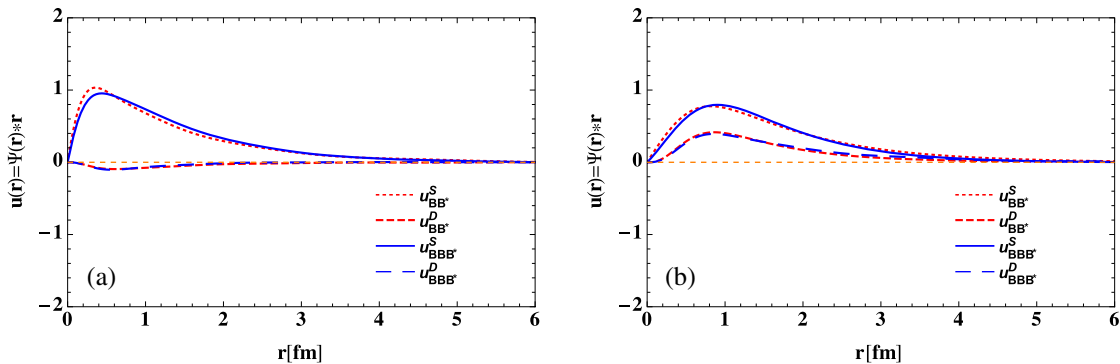 2
1
0
−1
−2
u(r)=Ψ(r)*r
u^S_BB*
u^D_BB*
u^S_BBB*
u^D_BBB*
(a)
0 1 2 3 4 5 6
r[fm]
2
1
0
−1
−2
u(r)=Ψ(r)*r
u^S_BB*
u^D_BB*
u^S_BBB*
u^D_BBB*
(b)
0 1 2 3 4 5 6
r[fm]